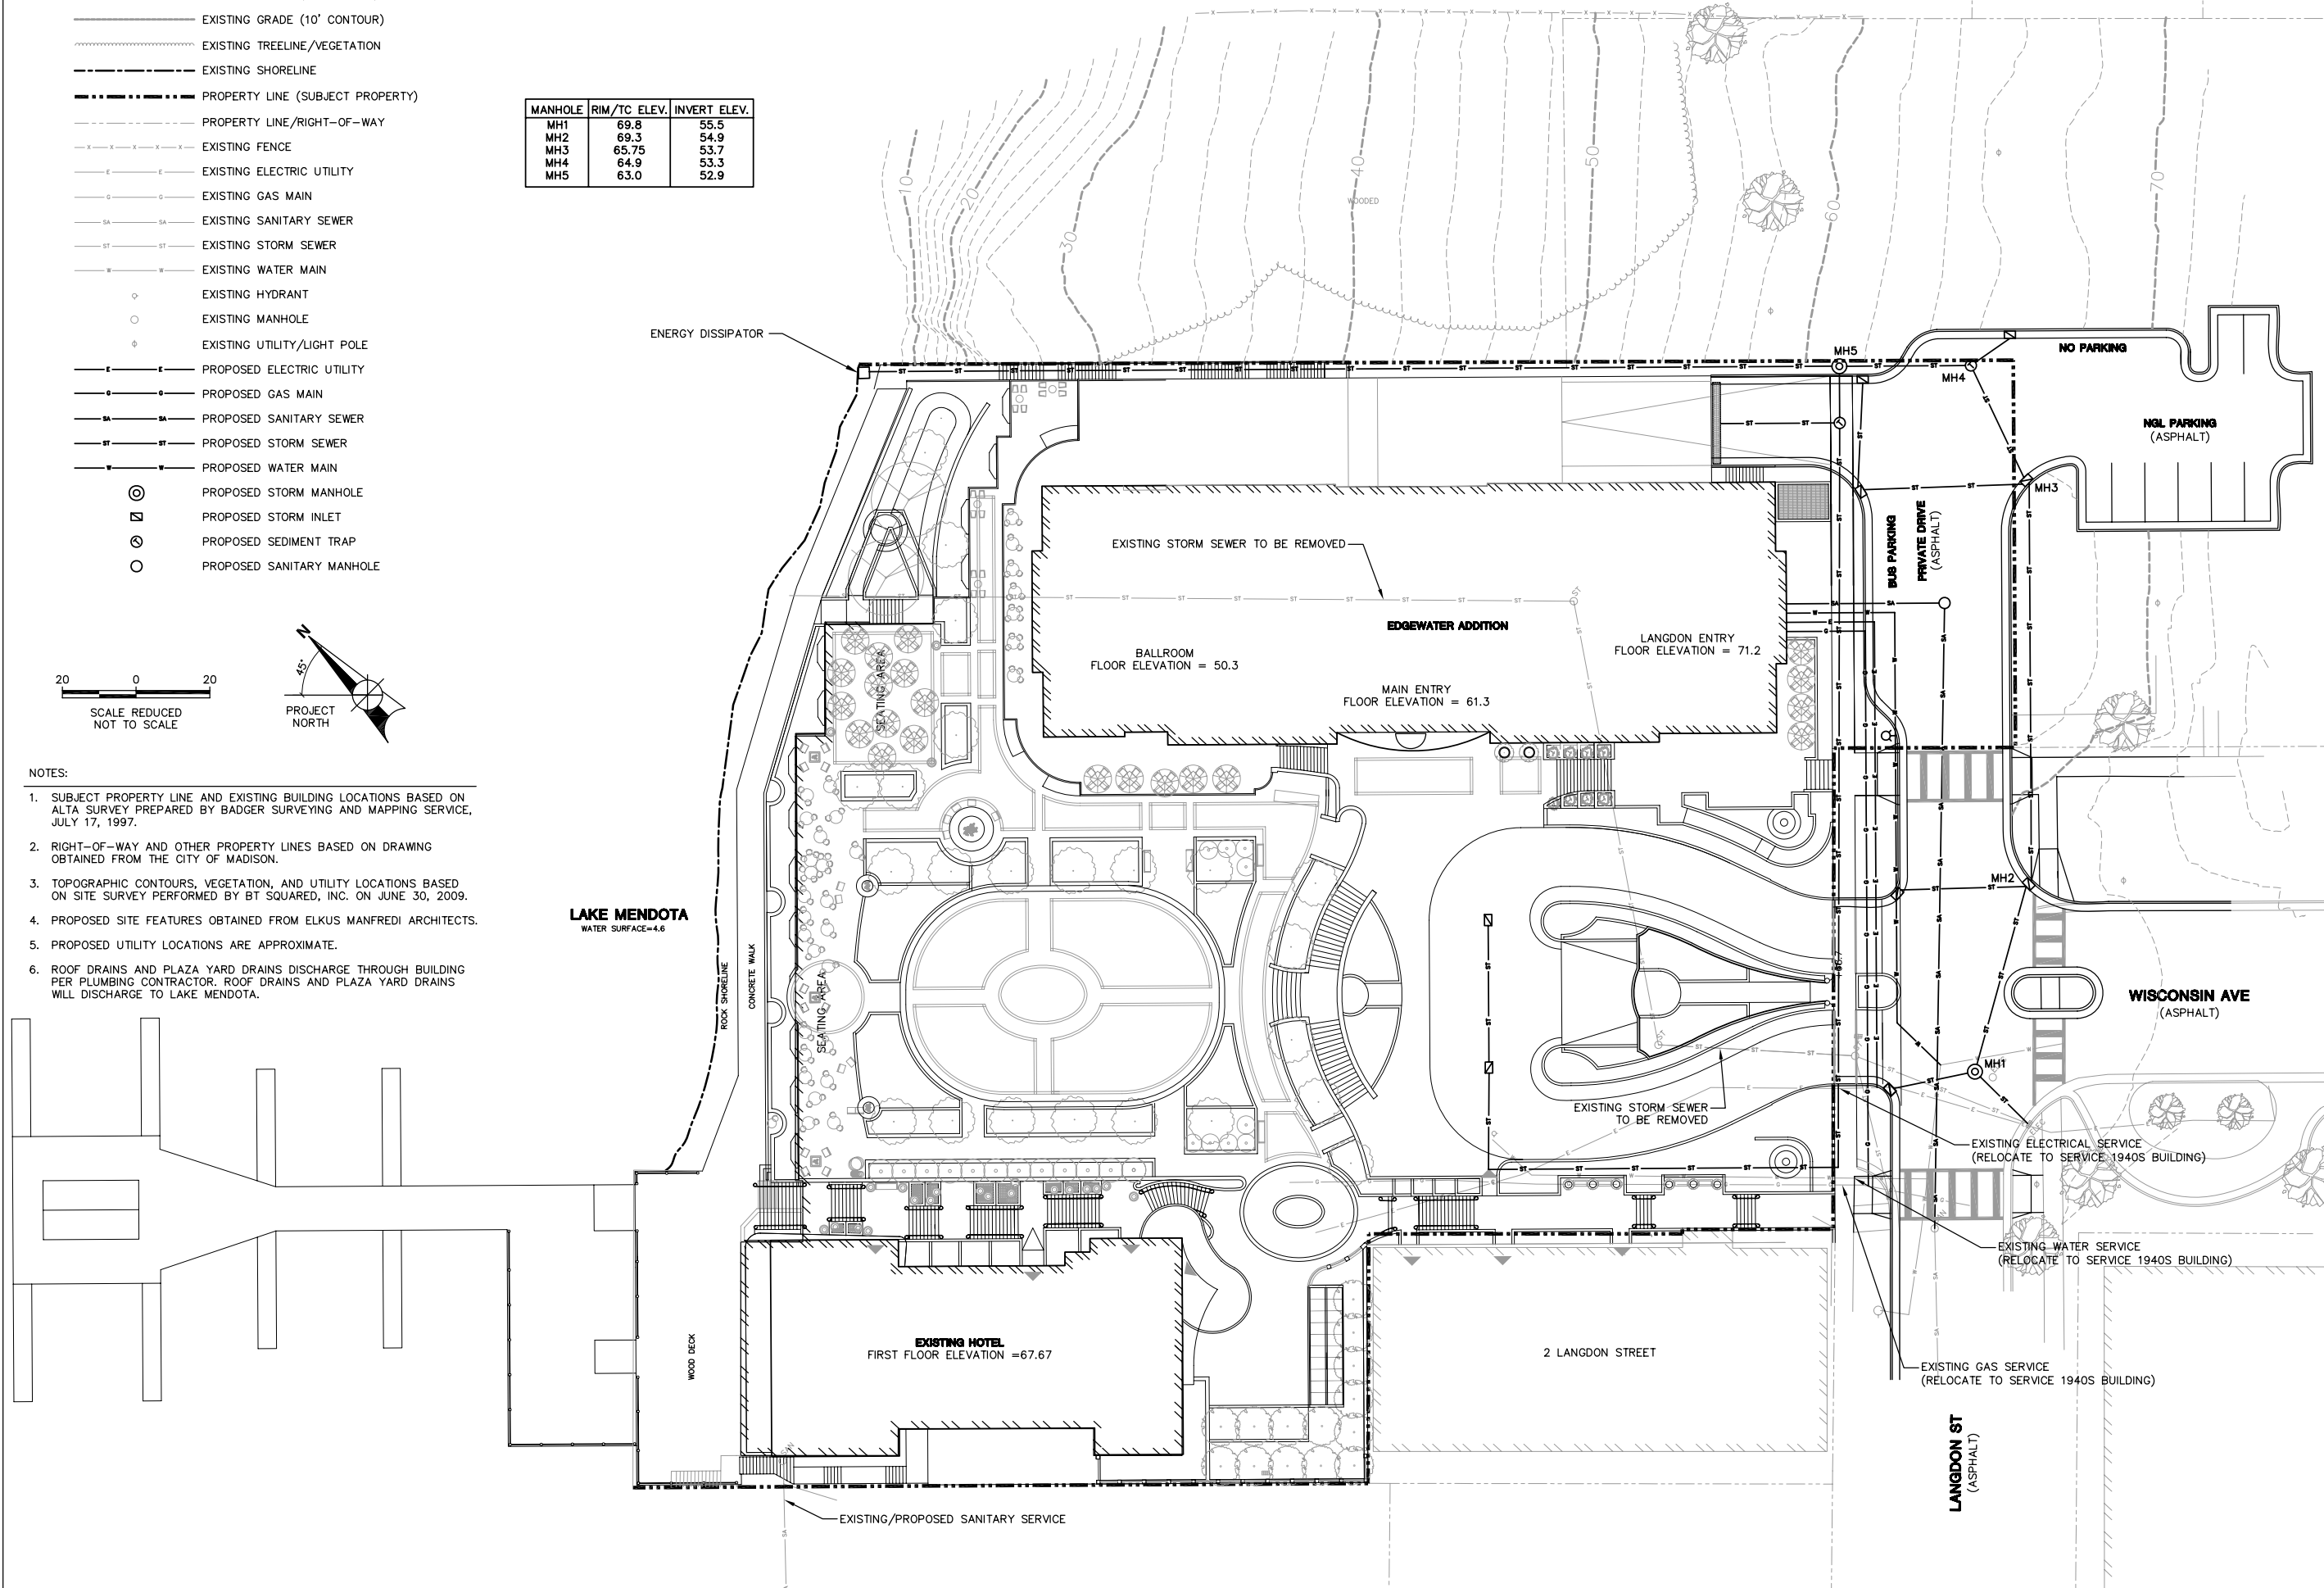 EXISTING GRADE (10' CONTOUR)
EXISTING TREELINE/VEGETATION
EXISTING SHORELINE
PROPERTY LINE (SUBJECT PROPERTY)
PROPERTY LINE/RIGHT-OF-WAY
EXISTING FENCE
EXISTING ELECTRIC UTILITY
EXISTING GAS MAIN
EXISTING SANITARY SEWER
EXISTING STORM SEWER
EXISTING WATER MAIN
EXISTING HYDRANT
EXISTING MANHOLE
EXISTING UTILITY/LIGHT POLE
PROPOSED ELECTRIC UTILITY
PROPOSED GAS MAIN
PROPOSED SANITARY SEWER
PROPOSED STORM SEWER
PROPOSED WATER MAIN
PROPOSED STORM MANHOLE
PROPOSED STORM INLET
PROPOSED SEDIMENT TRAP
PROPOSED SANITARY MANHOLE
20 0 20
SCALE REDUCED
NOT TO SCALE
N
45°
PROJECT
NORTH
NOTES:
1. SUBJECT PROPERTY LINE AND EXISTING BUILDING LOCATIONS BASED ON
ALTA SURVEY PREPARED BY BADGER SURVEYING AND MAPPING SERVICE,
JULY 17, 1997.
2. RIGHT-OF-WAY AND OTHER PROPERTY LINES BASED ON DRAWING
OBTAINED FROM THE CITY OF MADISON.
3. TOPOGRAPHIC CONTOURS, VEGETATION, AND UTILITY LOCATIONS BASED
ON SITE SURVEY PERFORMED BY BT SQUARED, INC. ON JUNE 30, 2009.
4. PROPOSED SITE FEATURES OBTAINED FROM ELKUS MANFREDI ARCHITECTS.
5. PROPOSED UTILITY LOCATIONS ARE APPROXIMATE.
6. ROOF DRAINS AND PLAZA YARD DRAINS DISCHARGE THROUGH BUILDING
PER PLUMBING CONTRACTOR. ROOF DRAINS AND PLAZA YARD DRAINS
WILL DISCHARGE TO LAKE MENDOTA.
MANHOLE RIM/TC ELEV. INVERT ELEV.
MH1 69.8 55.5
MH2 69.3 54.9
MH3 65.75 53.7
MH4 64.9 53.3
MH5 63.0 52.9
10
20
30
40
50
60
70
WOODED
ENERGY DISSIPATOR
MH5
MH4
NO PARKING
NGL PARKING
(ASPHALT)
MH3
BUS PARKING
PRIVATE DRIVE
(ASPHALT)
EXISTING STORM SEWER TO BE REMOVED
EDGEWATER ADDITION
BALLROOM
FLOOR ELEVATION = 50.3
LANGDON ENTRY
FLOOR ELEVATION = 71.2
MAIN ENTRY
FLOOR ELEVATION = 61.3
SEATING AREA
LAKE MENDOTA
WATER SURFACE=4.6
ROCK SHORELINE
CONCRETE WALK
SEATING AREA
MH2
WISCONSIN AVE
(ASPHALT)
MH1
EXISTING STORM SEWER
TO BE REMOVED
EXISTING ELECTRICAL SERVICE
(RELOCATE TO SERVICE 1940S BUILDING)
EXISTING WATER SERVICE
(RELOCATE TO SERVICE 1940S BUILDING)
EXISTING GAS SERVICE
(RELOCATE TO SERVICE 1940S BUILDING)
WOOD DECK
EXISTING HOTEL
FIRST FLOOR ELEVATION =67.67
2 LANGDON STREET
LANGDON ST
(ASPHALT)
EXISTING/PROPOSED SANITARY SERVICE